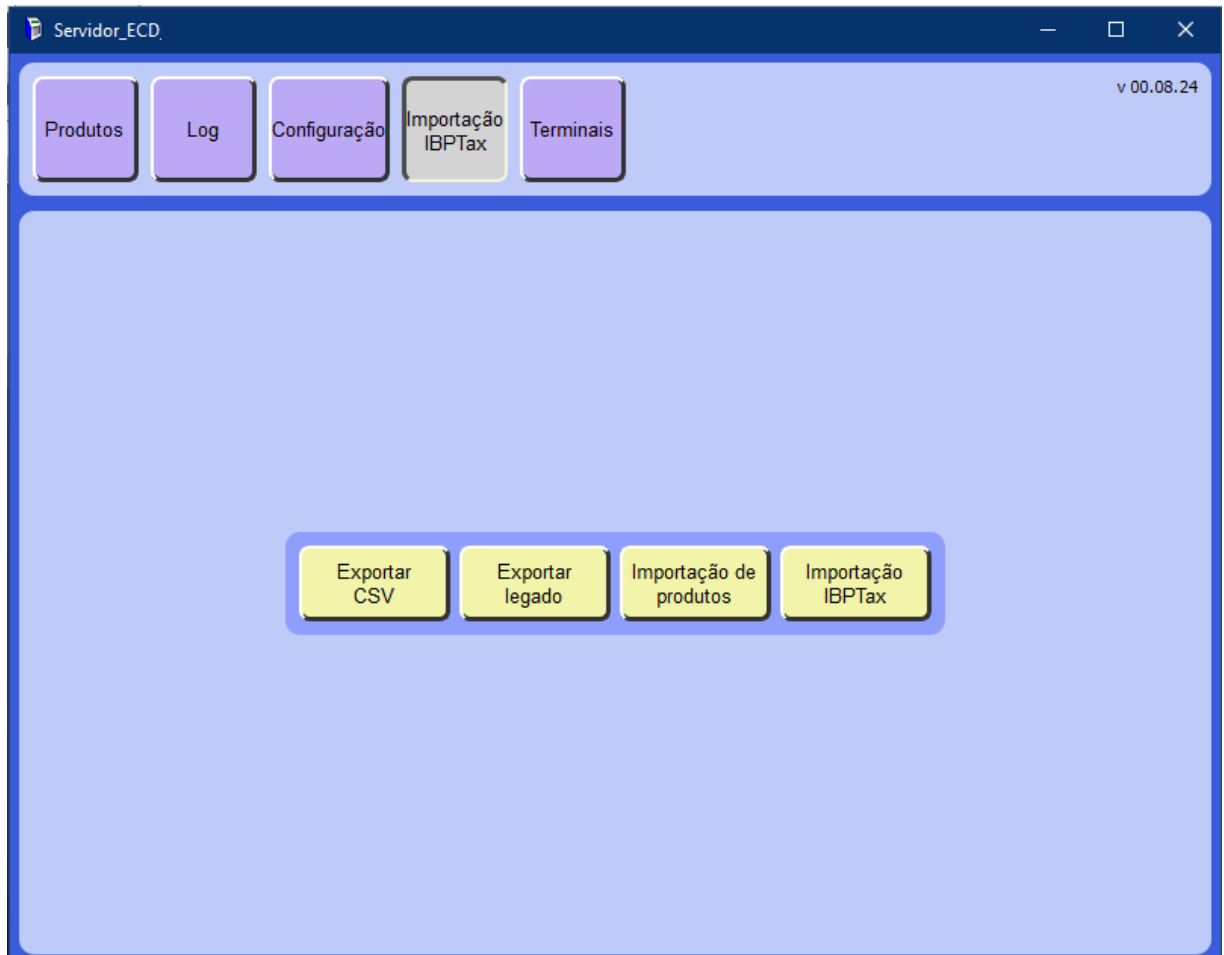 Servidor_ECD
v 00.08.24
Produtos
Log
Configuração
Importação
IBPTax
Terminais
Exportar
CSV
Exportar
legado
Importação de
produtos
Importação
IBPTax